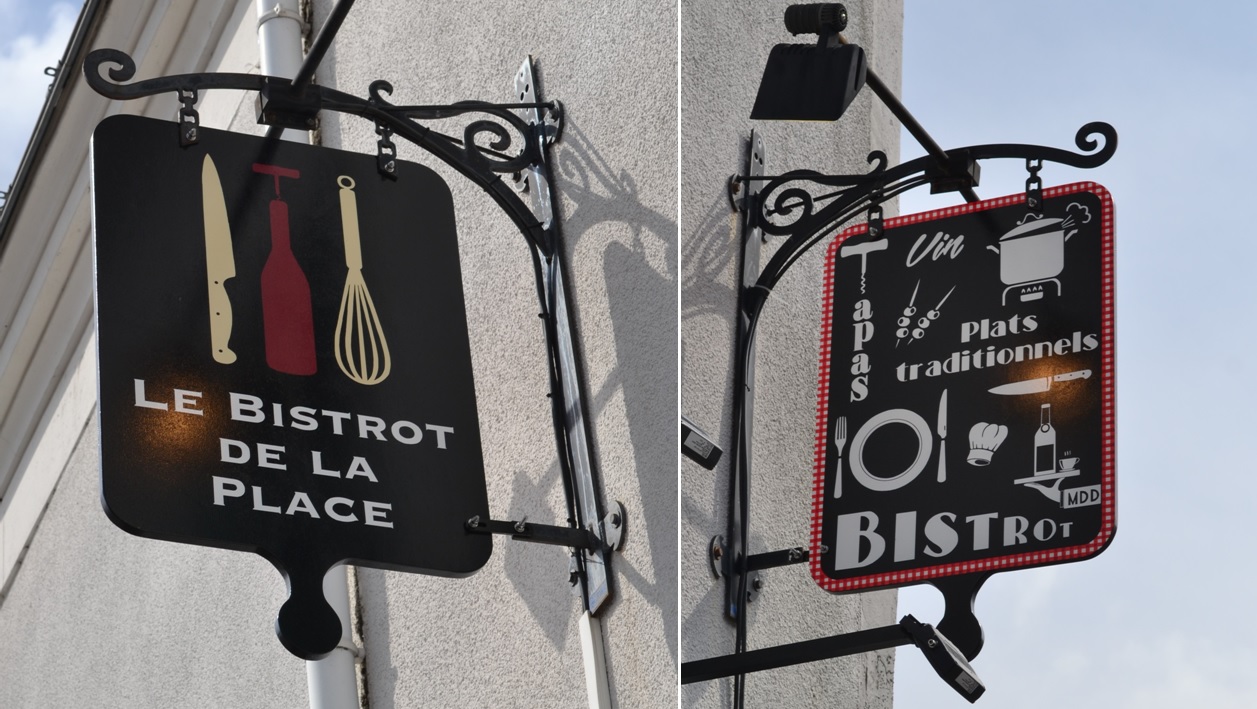 Le Bistrot
de la
Place
Vin
Tapas
Plats
traditionnels
MDD
BISTROT